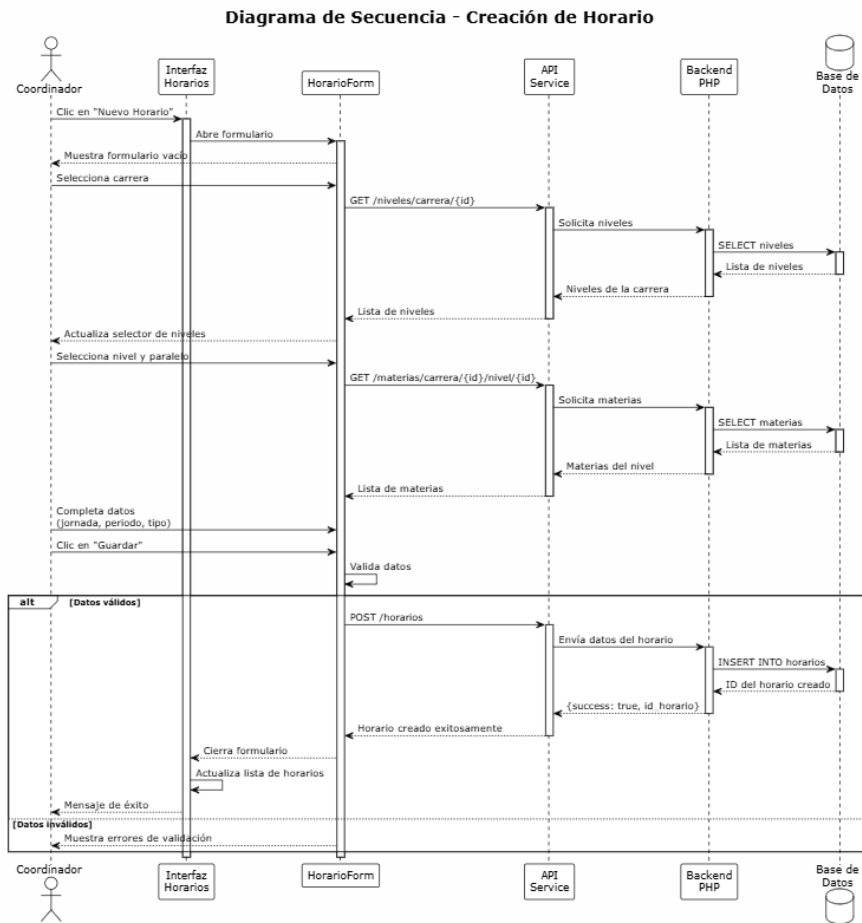 Diagrama de Secuencia - Creación de Horario
Coordinador
Interfaz
Horarios
HorarioForm
API
Service
Backend
PHP
Base de
Datos
Clic en "Nuevo Horario"
Abre formulario
Muestra formulario vacío
Selecciona carrera
GET /niveles/carrera/{id}
Solicita niveles
SELECT niveles
Lista de niveles
Niveles de la carrera
Lista de niveles
Actualiza selector de niveles
Selecciona nivel y paralelo
GET /materias/carrera/{id}/nivel/{id}
Solicita materias
SELECT materias
Lista de materias
Materias del nivel
Lista de materias
Completa datos
(jornada, periodo, tipo)
Clic en "Guardar"
Valida datos
alt
[Datos válidos]
POST /horarios
Envía datos del horario
INSERT INTO horarios
ID del horario creado
{success: true, id_horario}
Horario creado exitosamente
Cierra formulario
Actualiza lista de horarios
Mensaje de éxito
[Datos inválidos]
Muestra errores de validación
Coordinador
Interfaz
Horarios
HorarioForm
API
Service
Backend
PHP
Base de
Datos